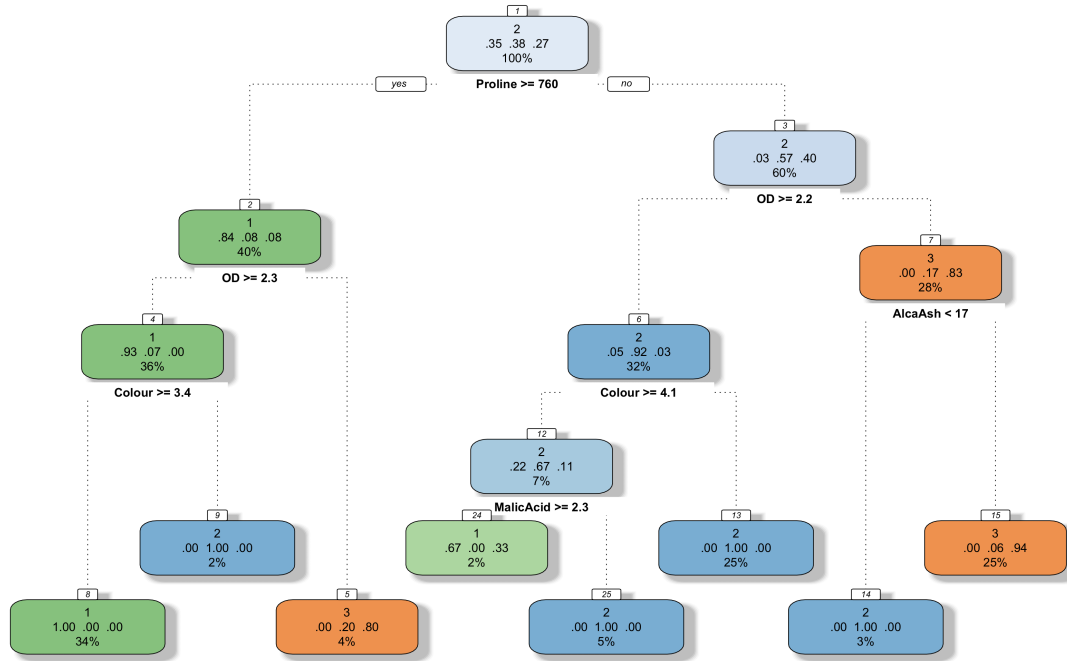 1
2
.35 .38 .27
100%
yes
Proline >= 760
no
3
2
.03 .57 .40
60%
OD >= 2.2
2
1
.84 .08 .08
40%
OD >= 2.3
7
3
.00 .17 .83
28%
AlcaAsh < 17
4
1
.93 .07 .00
36%
Colour >= 3.4
6
2
.05 .92 .03
32%
Colour >= 4.1
12
2
.22 .67 .11
7%
MalicAcid >= 2.3
9
2
.00 1.00 .00
2%
24
1
.67 .00 .33
2%
13
2
.00 1.00 .00
25%
15
3
.00 .06 .94
25%
8
1
1.00 .00 .00
34%
5
3
.00 .20 .80
4%
25
2
.00 1.00 .00
5%
14
2
.00 1.00 .00
3%